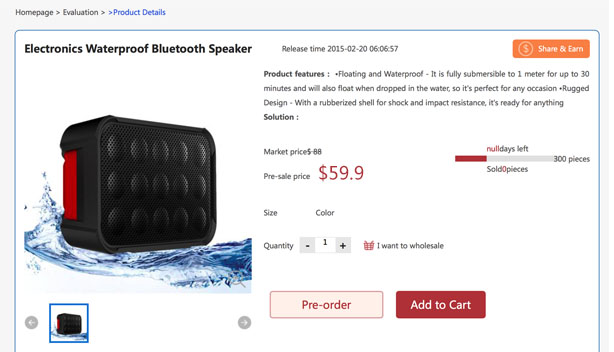 Homepage > Evaluation > >Product Details
Electronics Waterproof Bluetooth Speaker
Release time 2015-02-20 06:06:57
$ Share & Earn
Product features : •Floating and Waterproof - It is fully submersible to 1 meter for up to 30
minutes and will also float when dropped in the water, so it's perfect for any occasion •Rugged
Design - With a rubberized shell for shock and impact resistance, it's ready for anything
Solution :
Market price$ 88
nulldays left
300 pieces
Pre-sale price $59.9
Sold0pieces
Size Color
Quantity - 1 + I want to wholesale
Pre-order Add to Cart